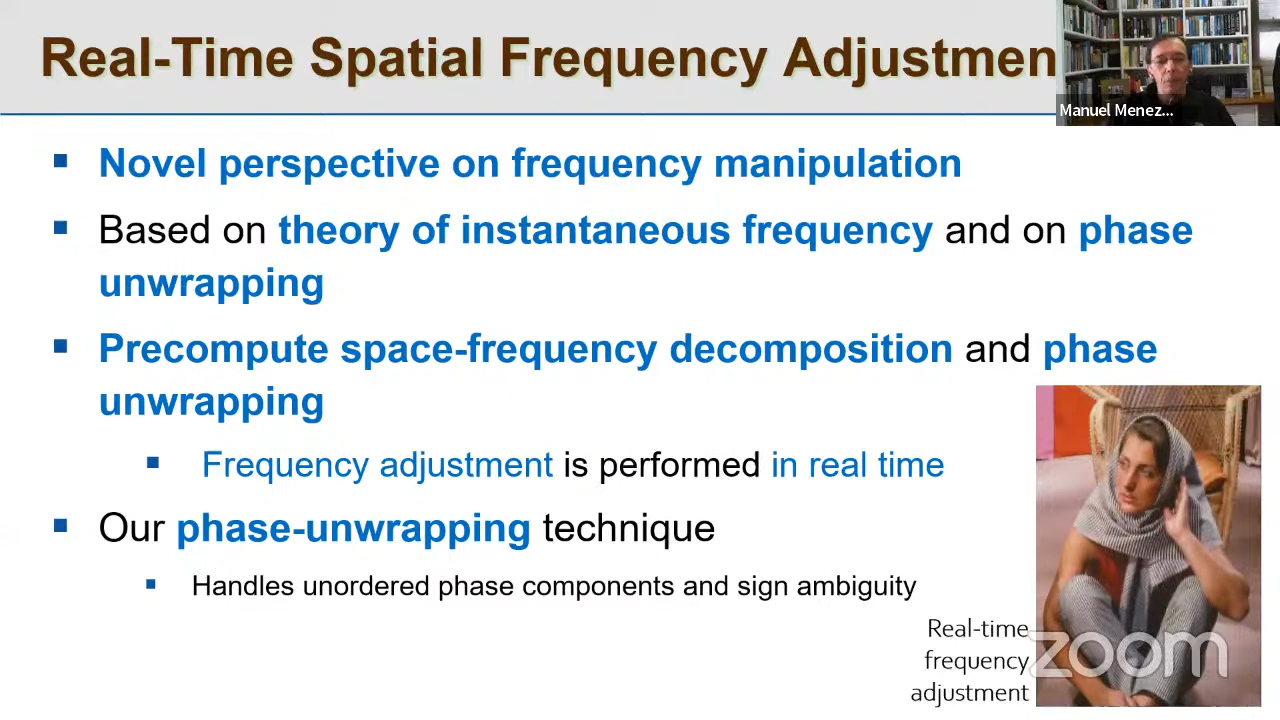 Real-Time Spatial Frequency Adjustmen
Manuel Menez...
Novel perspective on frequency manipulation
Based on theory of instantaneous frequency and on phase
unwrapping
Precompute space-frequency decomposition and phase
unwrapping
Frequency adjustment is performed in real time
Our phase-unwrapping technique
Handles unordered phase components and sign ambiguity
Real-time
frequency
adjustment
zoom